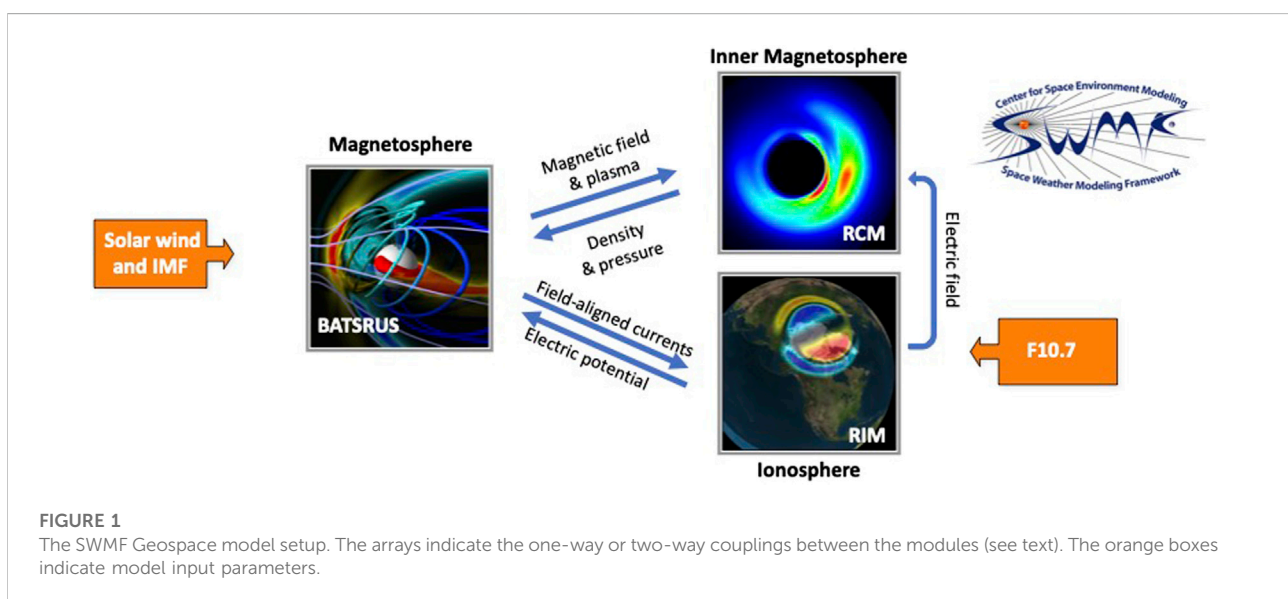 Inner Magnetosphere
Magnetosphere
Center for Space Environment Modeling
SWMF
Space Weather Modeling Framework
Magnetic field
& plasma
Solar wind
and IMF
Density
& pressure
RCM
Electric field
BATSRUS
Field-aligned currents
Electric potential
F10.7
RIM
Ionosphere
FIGURE 1
The SWMF Geospace model setup. The arrays indicate the one-way or two-way couplings between the modules (see text). The orange boxes
indicate model input parameters.